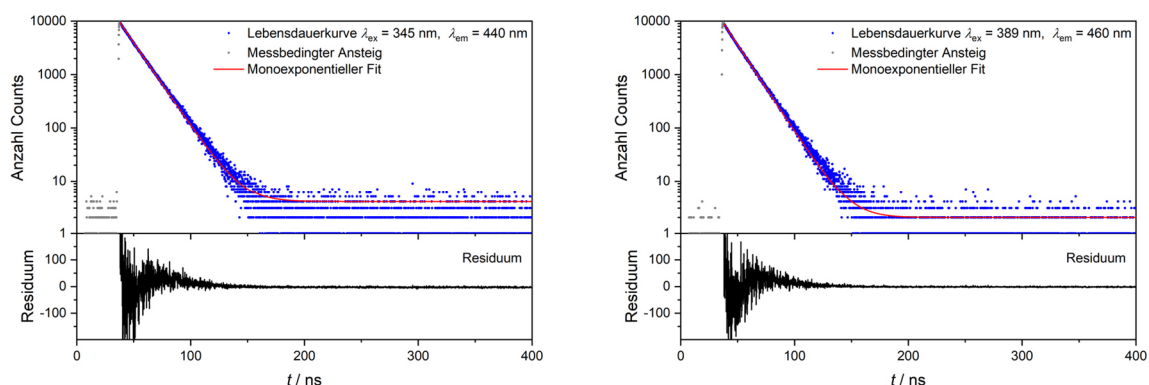 10000
1000
100
10
1
Anzahl Counts
Lebensdauerkurve λex = 345 nm, λem = 440 nm
Messbedingter Ansteig
Monoexponentieller Fit
100
0
-100
Residuum
Residuum
0
100
200
300
400
t / ns
10000
1000
100
10
1
Anzahl Counts
Lebensdauerkurve λex = 389 nm, λem = 460 nm
Messbedingter Ansteig
Monoexponentieller Fit
100
0
-100
Residuum
Residuum
0
100
200
300
400
t / ns